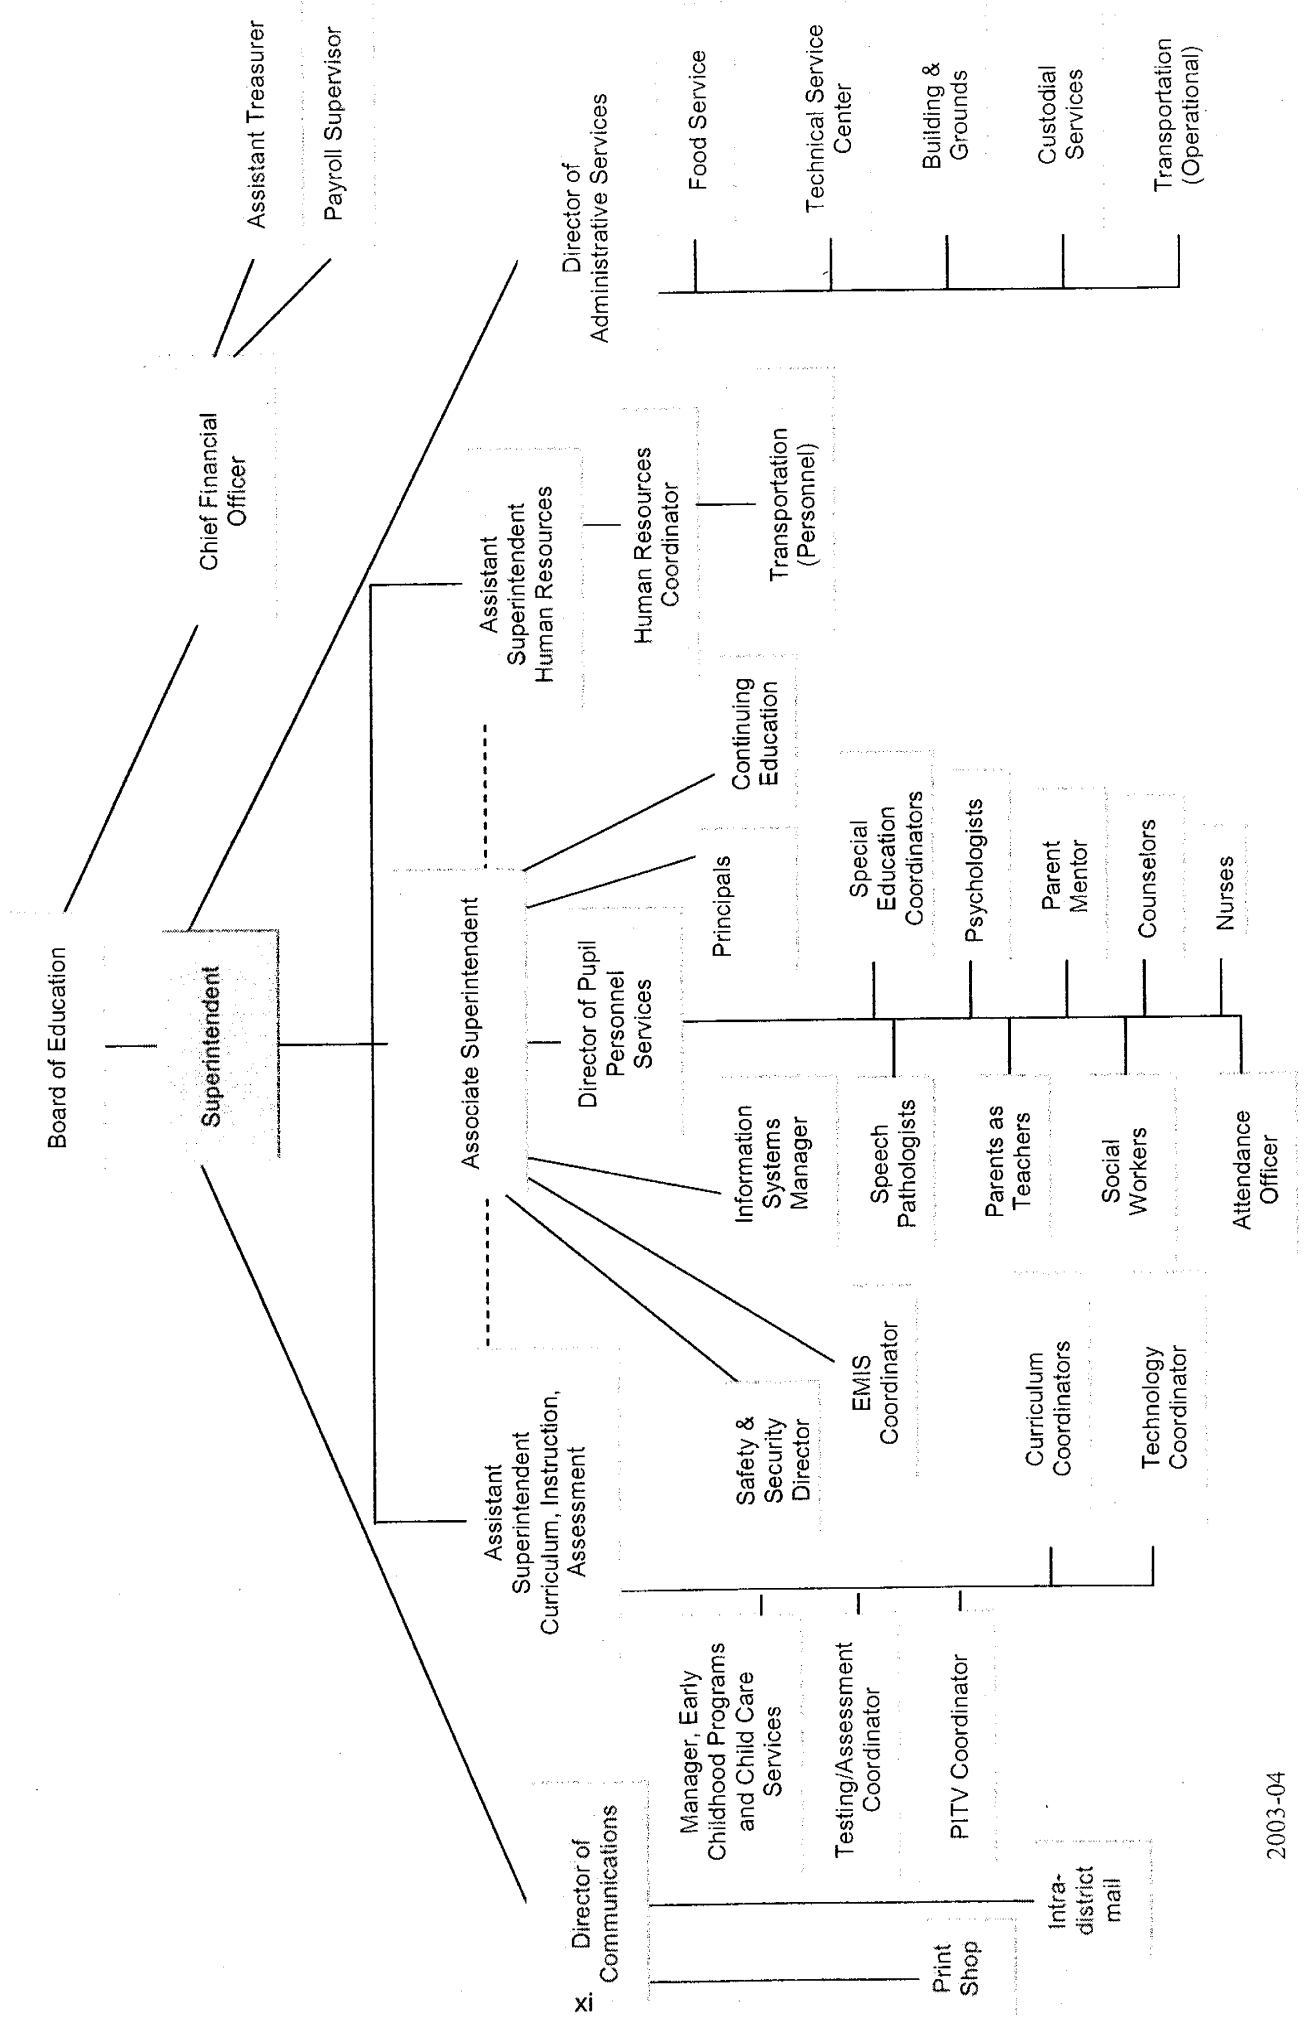 Board of Education
Superintendent
Chief Financial
Officer
Assistant Treasurer
Payroll Supervisor
Director of
Communications
Print
Shop
Intra-
district
mail
Assistant
Superintendent
Curriculum, Instruction,
Assessment
Manager, Early
Childhood Programs
and Child Care
Services
Testing/Assessment
Coordinator
PITV Coordinator
Curriculum
Coordinators
Technology
Coordinator
Associate Superintendent
Safety &
Security
Director
EMIS
Coordinator
Information
Systems
Manager
Director of Pupil
Personnel
Services
Principals
Continuing
Education
Speech
Pathologists
Parents as
Teachers
Social
Workers
Attendance
Officer
Special
Education
Coordinators
Psychologists
Parent
Mentor
Counselors
Nurses
Assistant
Superintendent
Human Resources
Human Resources
Coordinator
Transportation
(Personnel)
Director of
Administrative Services
Food Service
Technical Service
Center
Building &
Grounds
Custodial
Services
Transportation
(Operational)
xi
2003-04